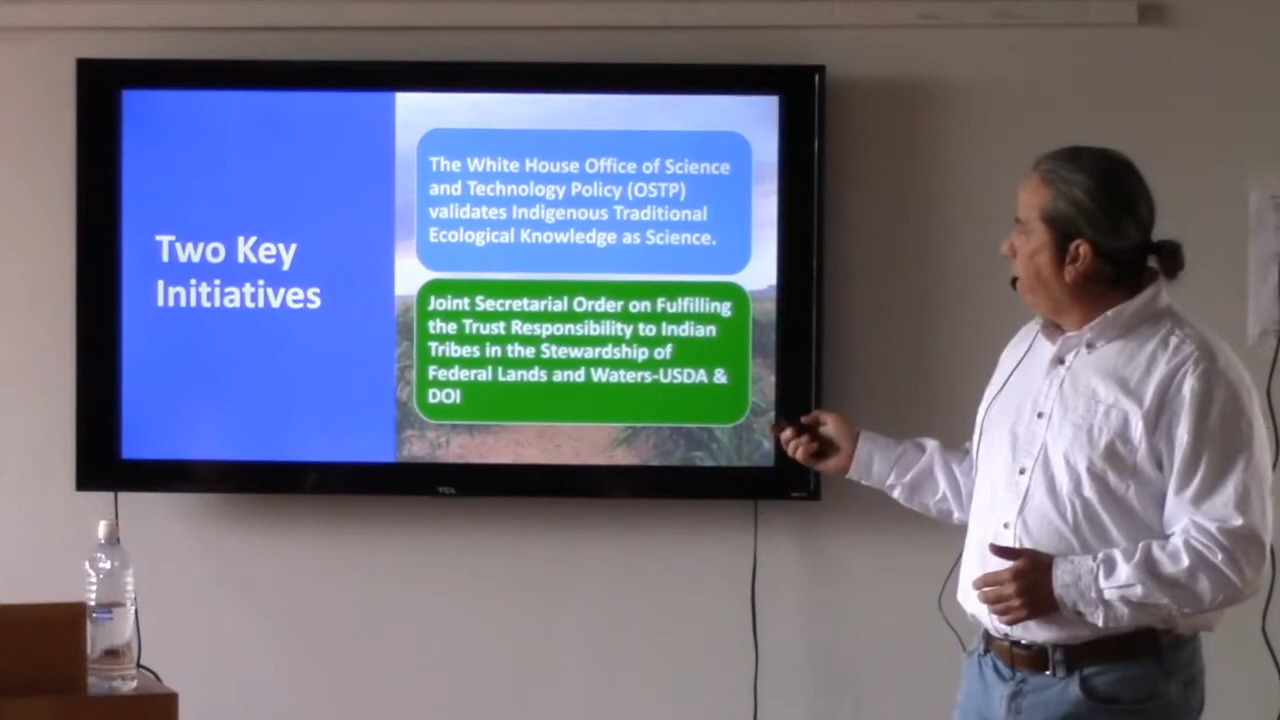 Two Key
Initiatives
The White House Office of Science
and Technology Policy (OSTP)
validates Indigenous Traditional
Ecological Knowledge as Science.
Joint Secretarial Order on Fulfilling
the Trust Responsibility to Indian
Tribes in the Stewardship of
Federal Lands and Waters-USDA &
DOI
TCL